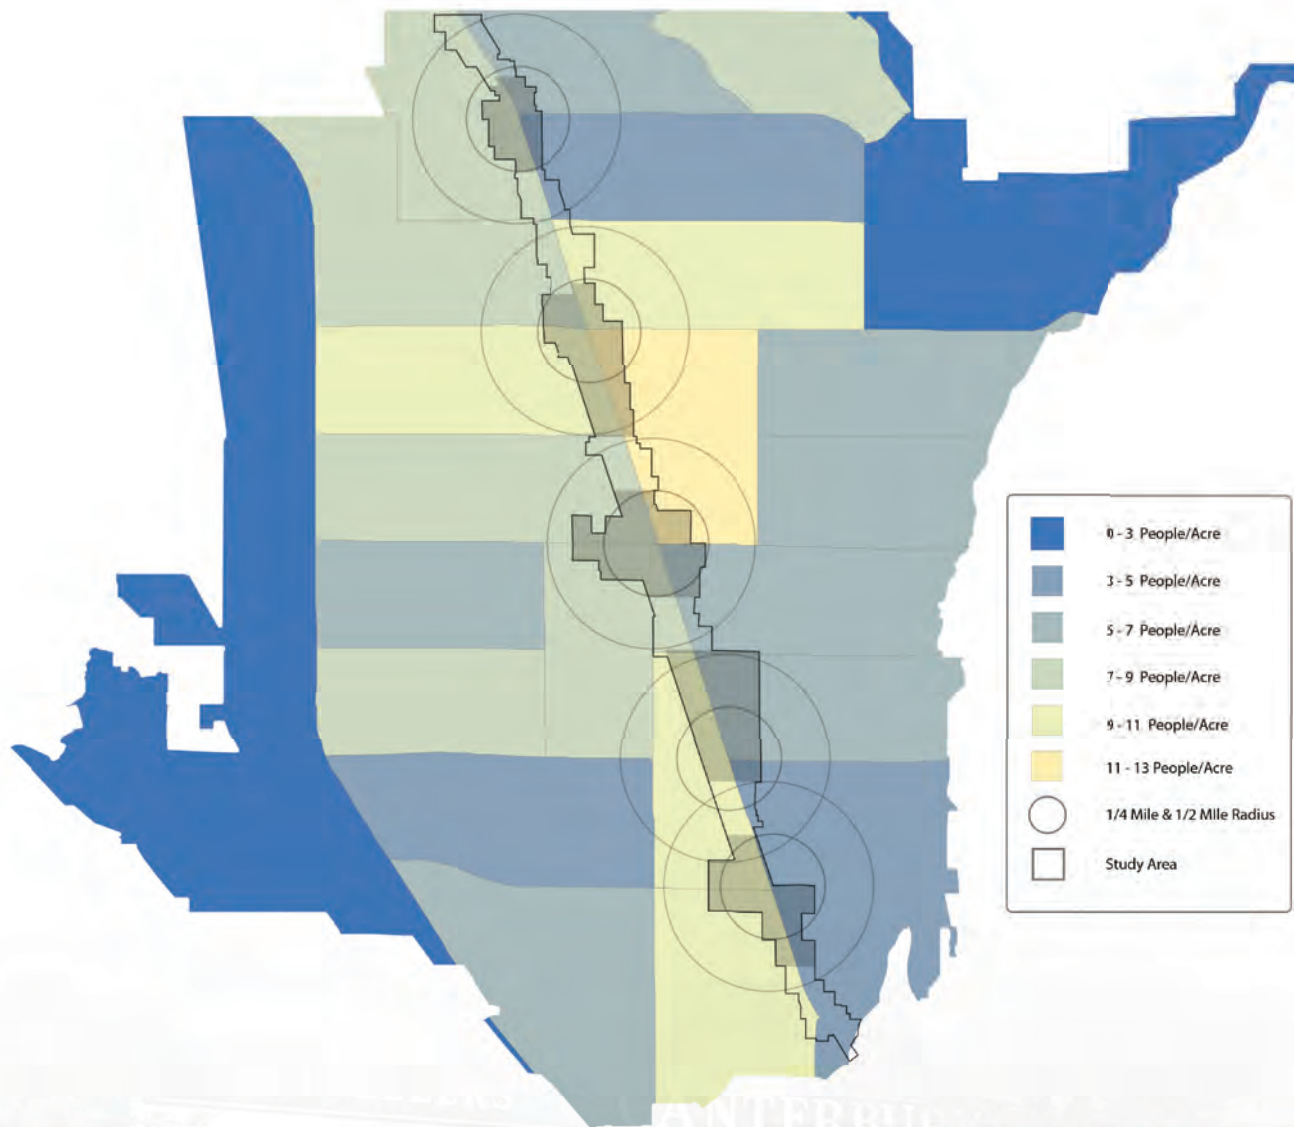 0 - 3 People/Acre
3 - 5 People/Acre
5 - 7 People/Acre
7 - 9 People/Acre
9 - 11 People/Acre
11 - 13 People/Acre
1/4 Mile & 1/2 MIle Radius
Study Area